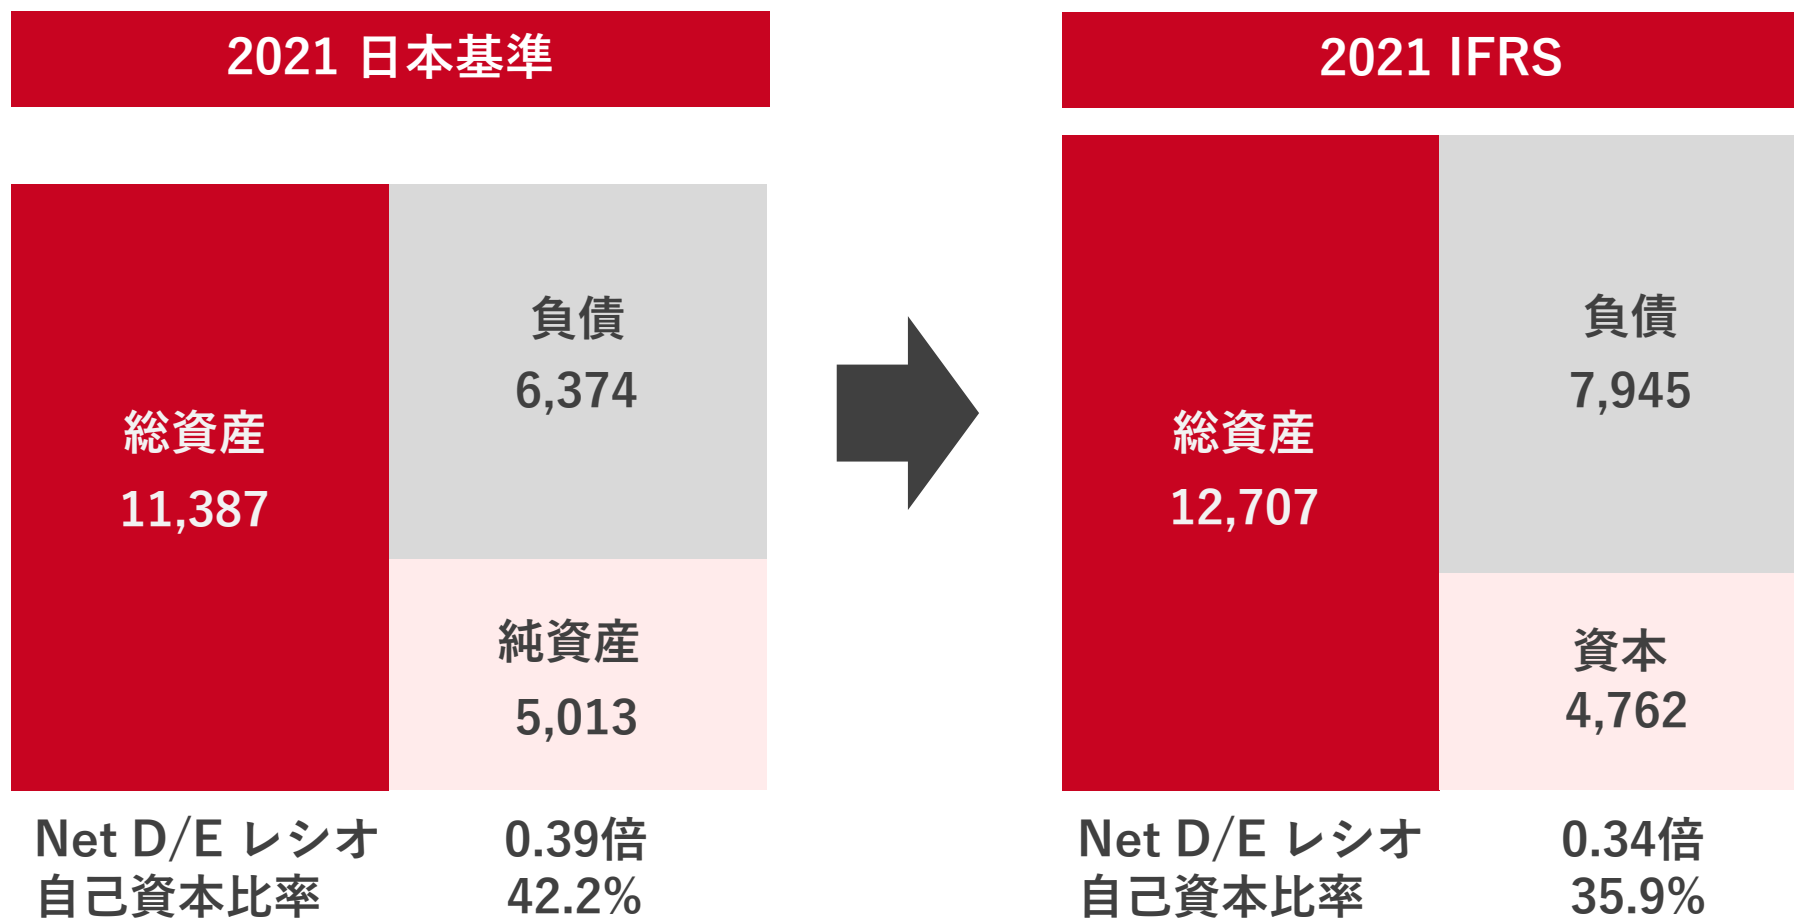 2021 日本基準
総資産
11,387
負債
6,374
純資産
5,013
Net D/E レシオ 0.39倍
自己資本比率 42.2%
2021 IFRS
総資産
12,707
負債
7,945
資本
4,762
Net D/E レシオ 0.34倍
自己資本比率 35.9%